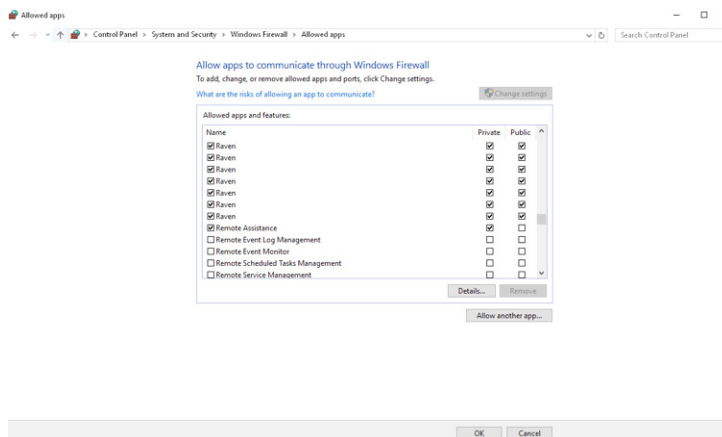 Allowed apps
Control Panel > System and Security > Windows Firewall > Allowed apps
Search Control Panel
Allow apps to communicate through Windows Firewall
To add, change, or remove allowed apps and ports, click Change settings.
What are the risks of allowing an app to communicate?
Change settings
Allowed apps and features:
Name Private Public
Raven
Raven
Raven
Raven
Raven
Raven
Raven
Remote Assistance
Remote Event Log Management
Remote Event Monitor
Remote Scheduled Tasks Management
Remote Service Management
Details... Remove
Allow another app...
OK Cancel